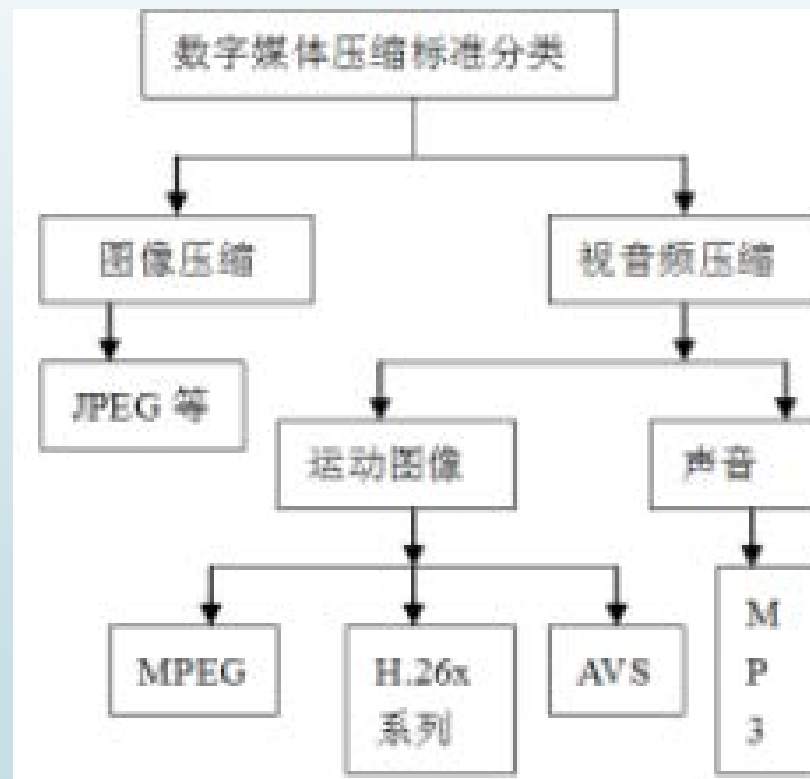 数字媒体压缩标准分类
图像压缩
视音频压缩
JPEG 等
运动图像
声音
MPEG
H.26x
系列
AVS
M
P
3